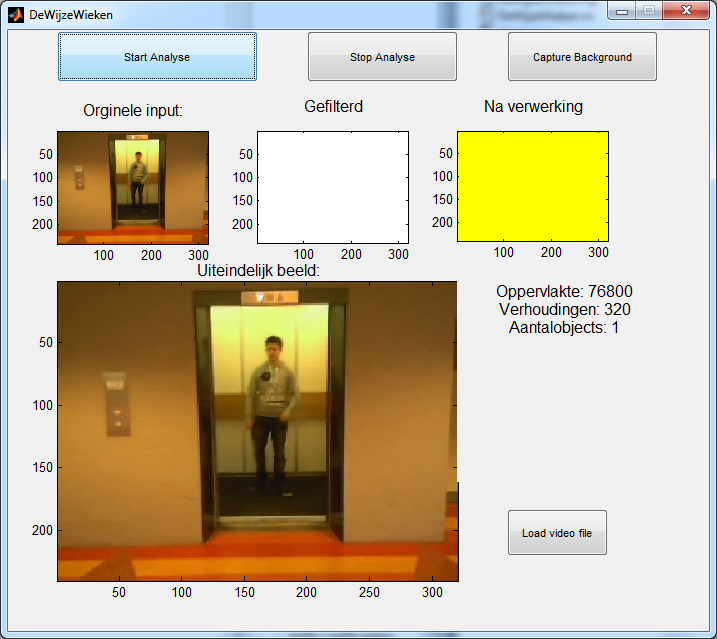 DeWijzeWieken
Start Analyse
Stop Analyse
Capture Background
Orginele input:
Gefilterd
Na verwerking
50
100
150
200
100 200 300
50
100
150
200
100 200 300
50
100
150
200
100 200 300
Uiteindelijk beeld:
50
100
150
200
50 100 150 200 250 300
Oppervlakte: 76800
Verhoudingen: 320
Aantalobjects: 1
Load video file